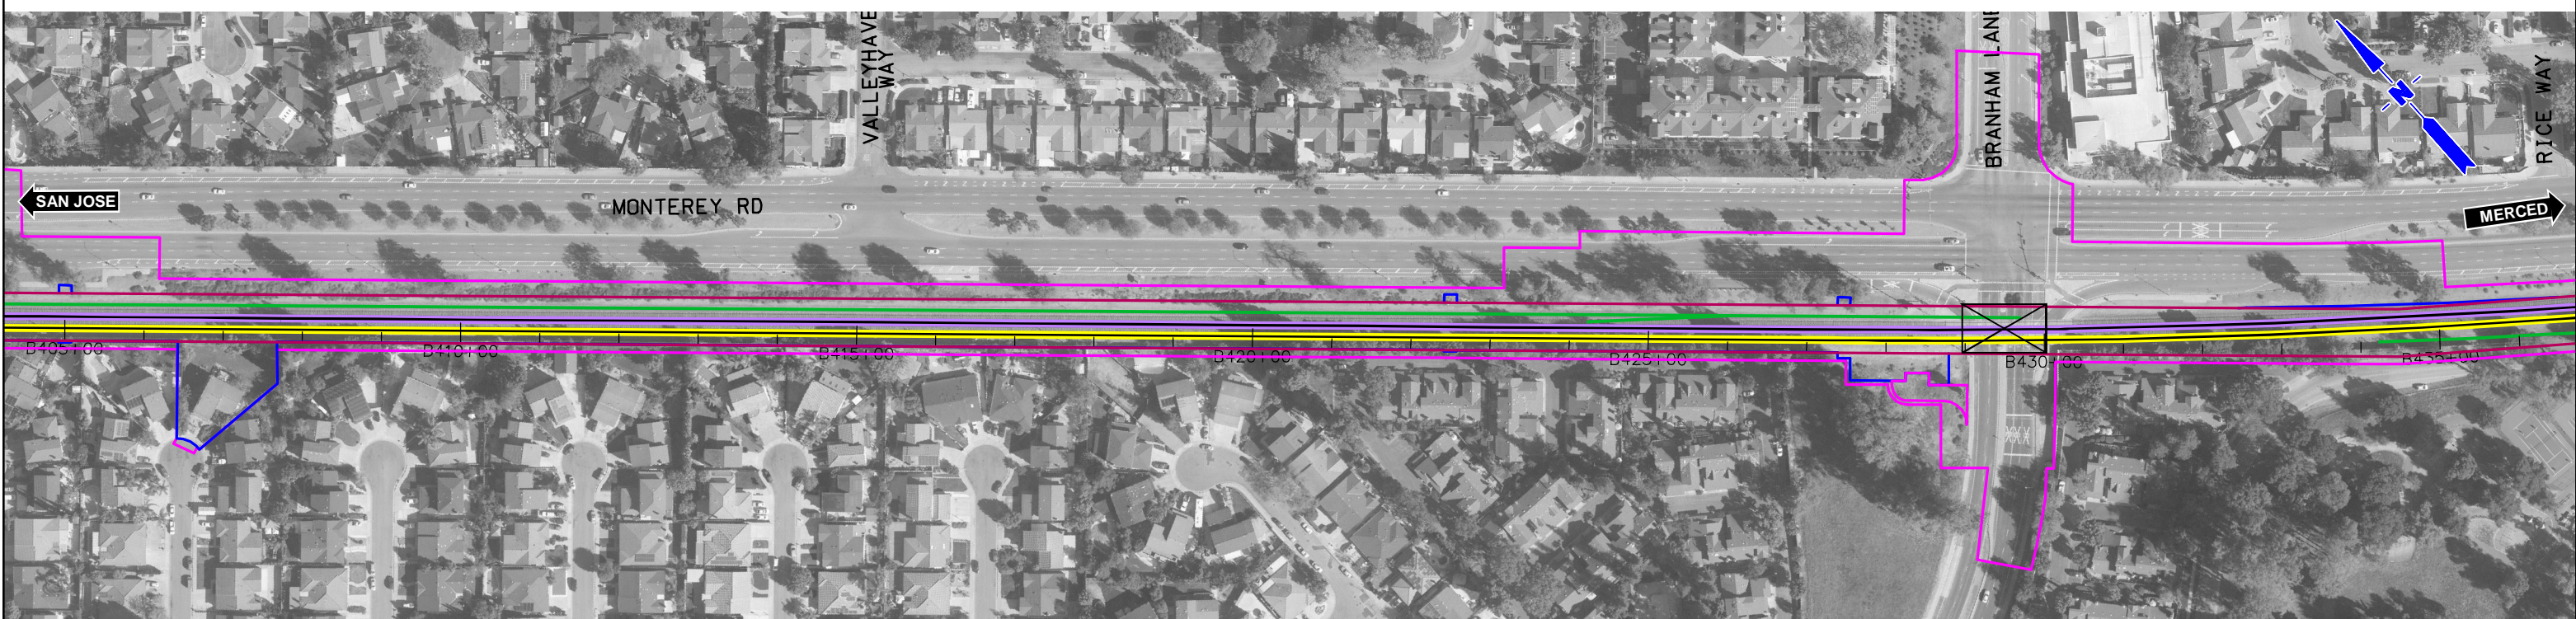 VALLEYHAVE
WAY
BRANHAM LANE
RICE WAY
N
SAN JOSE
MONTEREY RD
MERCED
B405+00
B410+00
B415+00
B420+00
B425+00
B430+00
B435+00